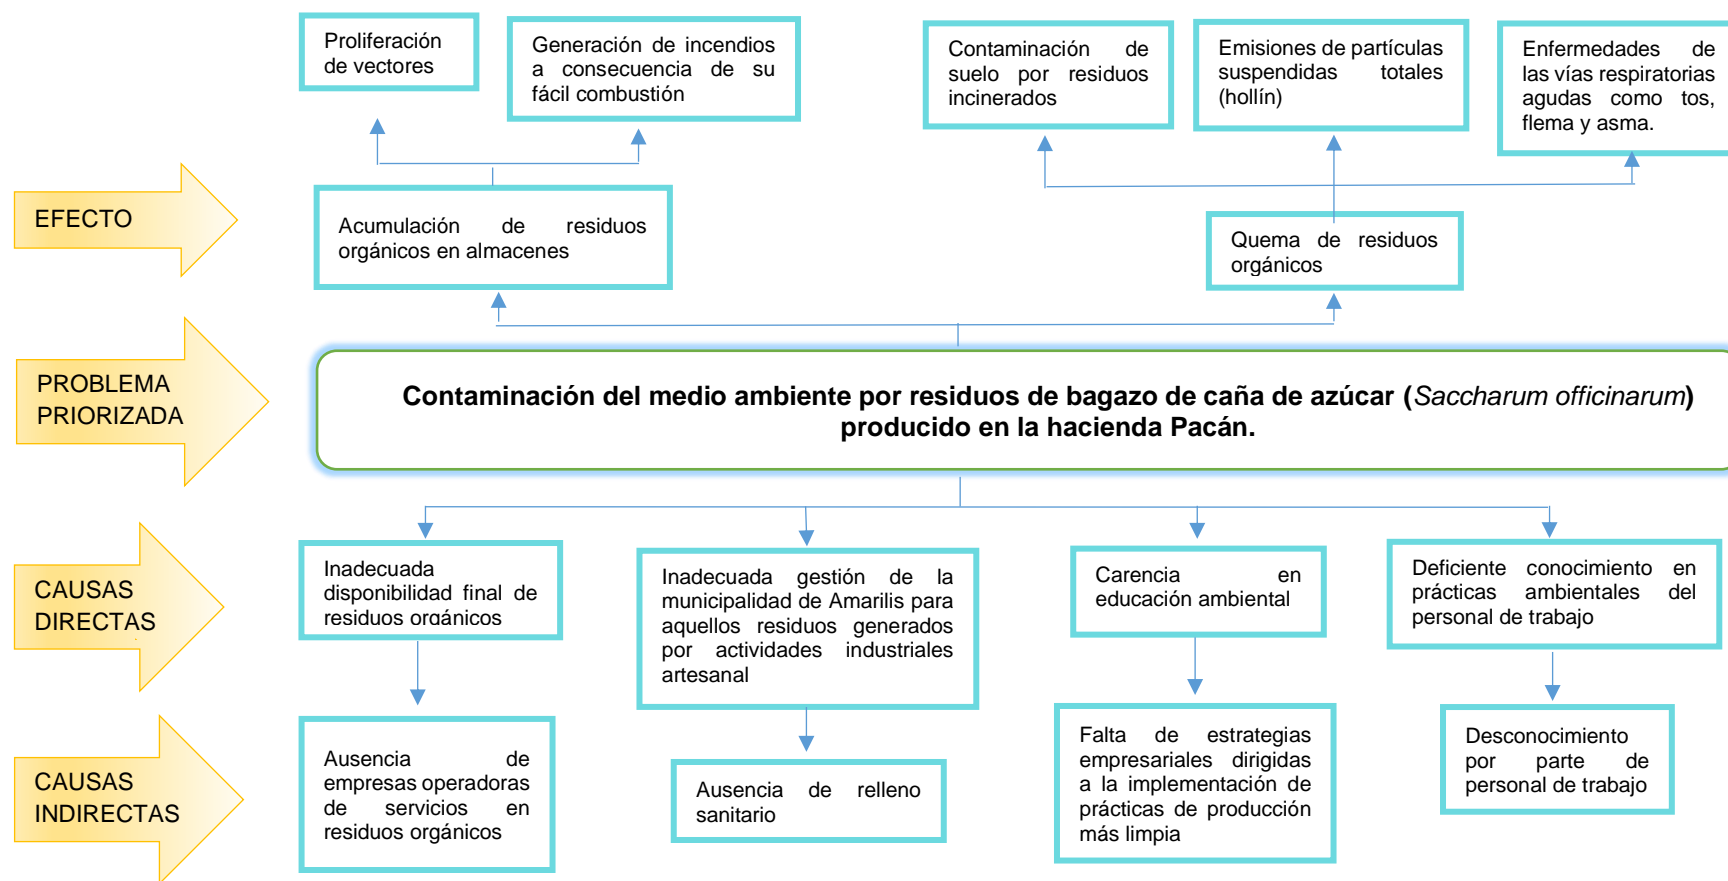 Proliferación
de vectores
Generación de incendios
a consecuencia de su
fácil combustión
Contaminación de
suelo por residuos
incinerados
Emisiones de partículas
suspendidas totales
(hollín)
Enfermedades de
las vías respiratorias
agudas como tos,
flema y asma.
EFECTO
Acumulación de residuos
orgánicos en almacenes
Quema de residuos
orgánicos
PROBLEMA
PRIORIZADA
Contaminación del medio ambiente por residuos de bagazo de caña de azúcar (Saccharum officinarum)
producido en la hacienda Pacán.
CAUSAS
DIRECTAS
Inadecuada
disponibilidad final de
residuos orgánicos
Inadecuada gestión de la
municipalidad de Amarilis para
aquellos residuos generados
por actividades industriales
artesanal
Carencia en
educación ambiental
Deficiente conocimiento en
prácticas ambientales del
personal de trabajo
CAUSAS
INDIRECTAS
Ausencia de
empresas operadoras
de servicios en
residuos orgánicos
Ausencia de relleno
sanitario
Falta de estrategias
empresariales dirigidas
a la implementación de
prácticas de producción
más limpia
Desconocimiento
por parte de
personal de trabajo